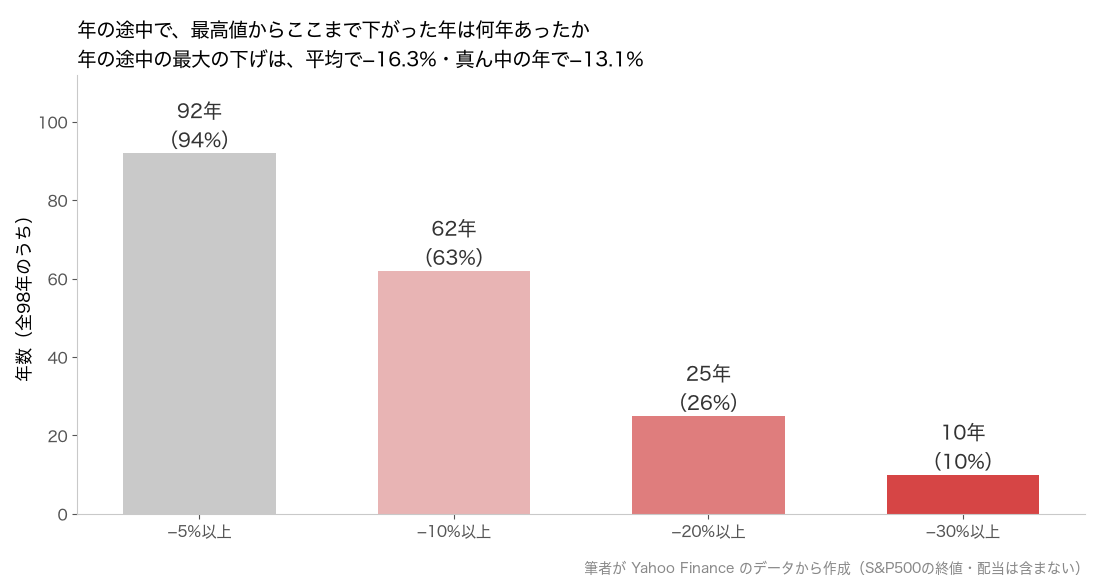 年の途中で、最高値からここまで下がった年は何年あったか
年の途中の最大の下げは、平均で−16.3%・真ん中の年で−13.1%
年数（全98年のうち）
100
80
60
40
20
0
92年
（94%）
62年
（63%）
25年
（26%）
10年
（10%）
−5%以上
−10%以上
−20%以上
−30%以上
筆者が Yahoo Finance のデータから作成（S&P500の終値・配当は含まない）